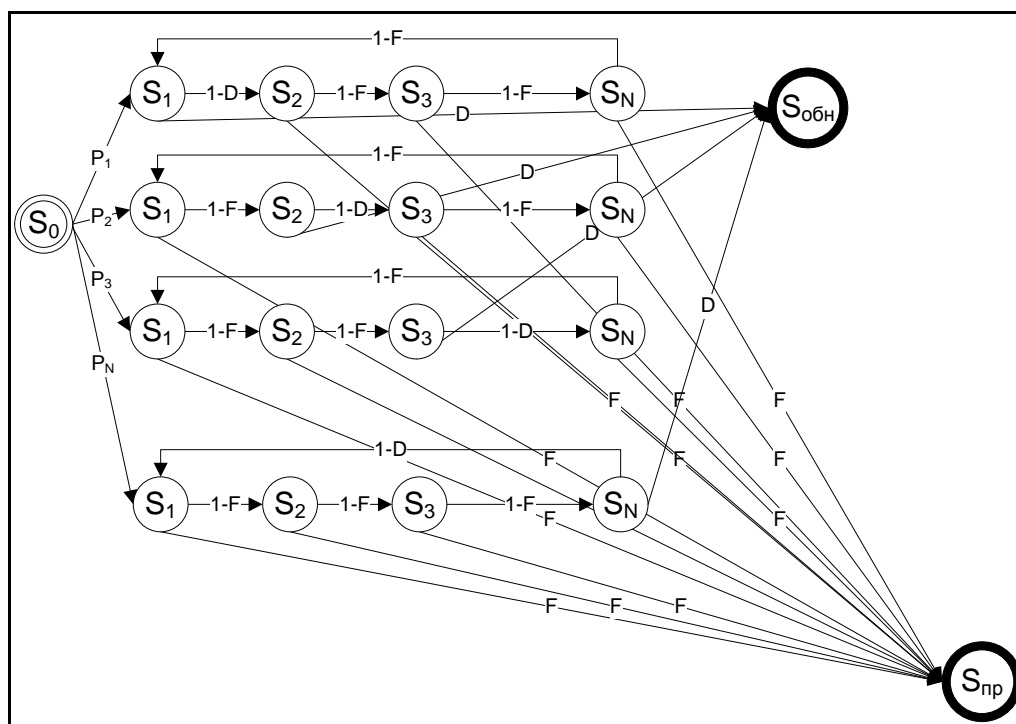 1-F
S1 1-D S2 1-F S3 1-F SN
D
Sобн
P1
1-F
D
S0
P2
S1 1-F S2 1-D S3 1-F SN
D
P3
1-F
D
S1 1-F S2 1-F S3 1-D SN
PN
F F F
1-D
F F F
S1 1-F S2 1-F S3 1-F SN
F F
F F F
Sпр